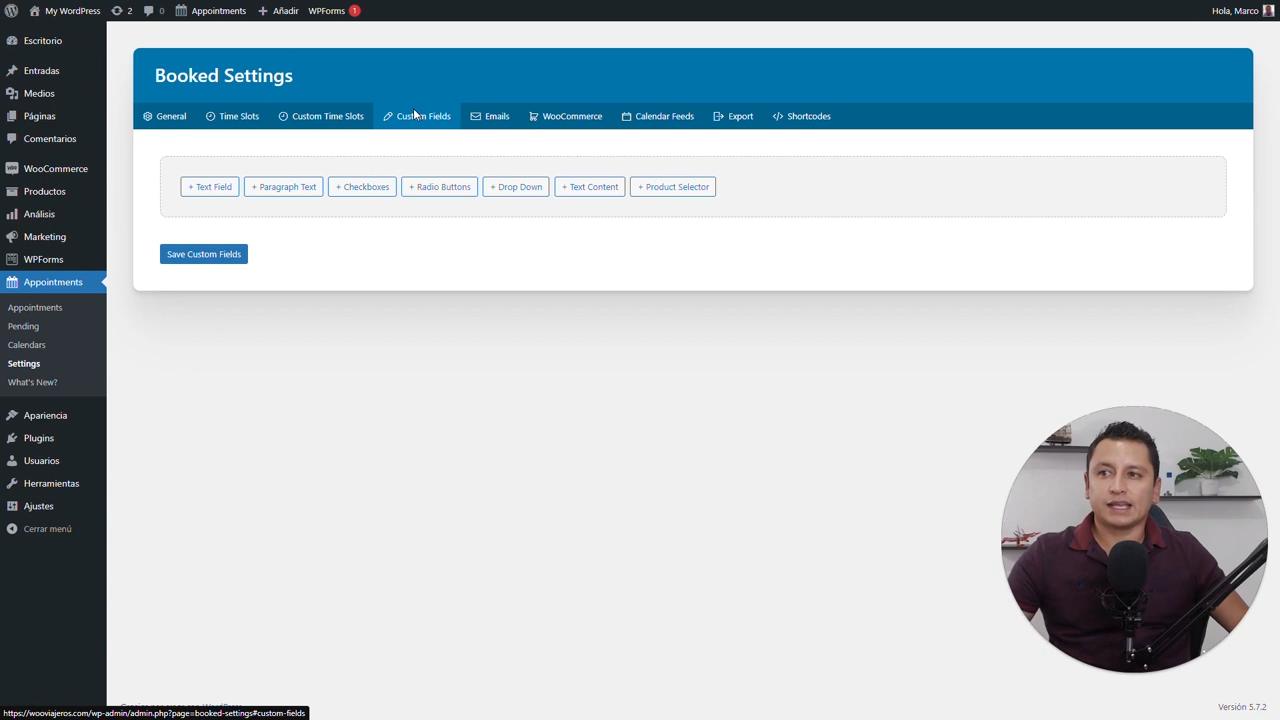 My WordPress 2 0 Appointments Añadir WPForms 1 Hola, Marco
Escritorio
Entradas
Medios
Páginas
Comentarios
WooCommerce
Productos
Análisis
Marketing
WPForms
Appointments
Appointments
Pending
Calendars
Settings
What's New?
Apariencia
Plugins
Usuarios
Herramientas
Ajustes
Cerrar menú
Booked Settings
General Time Slots Custom Time Slots Custom Fields Emails WooCommerce Calendar Feeds Export Shortcodes
+ Text Field + Paragraph Text + Checkboxes + Radio Buttons + Drop Down + Text Content + Product Selector
Save Custom Fields
https://wooviajeros.com/wp-admin/admin.php?page=booked-settings#custom-fields
Versión 5.7.2